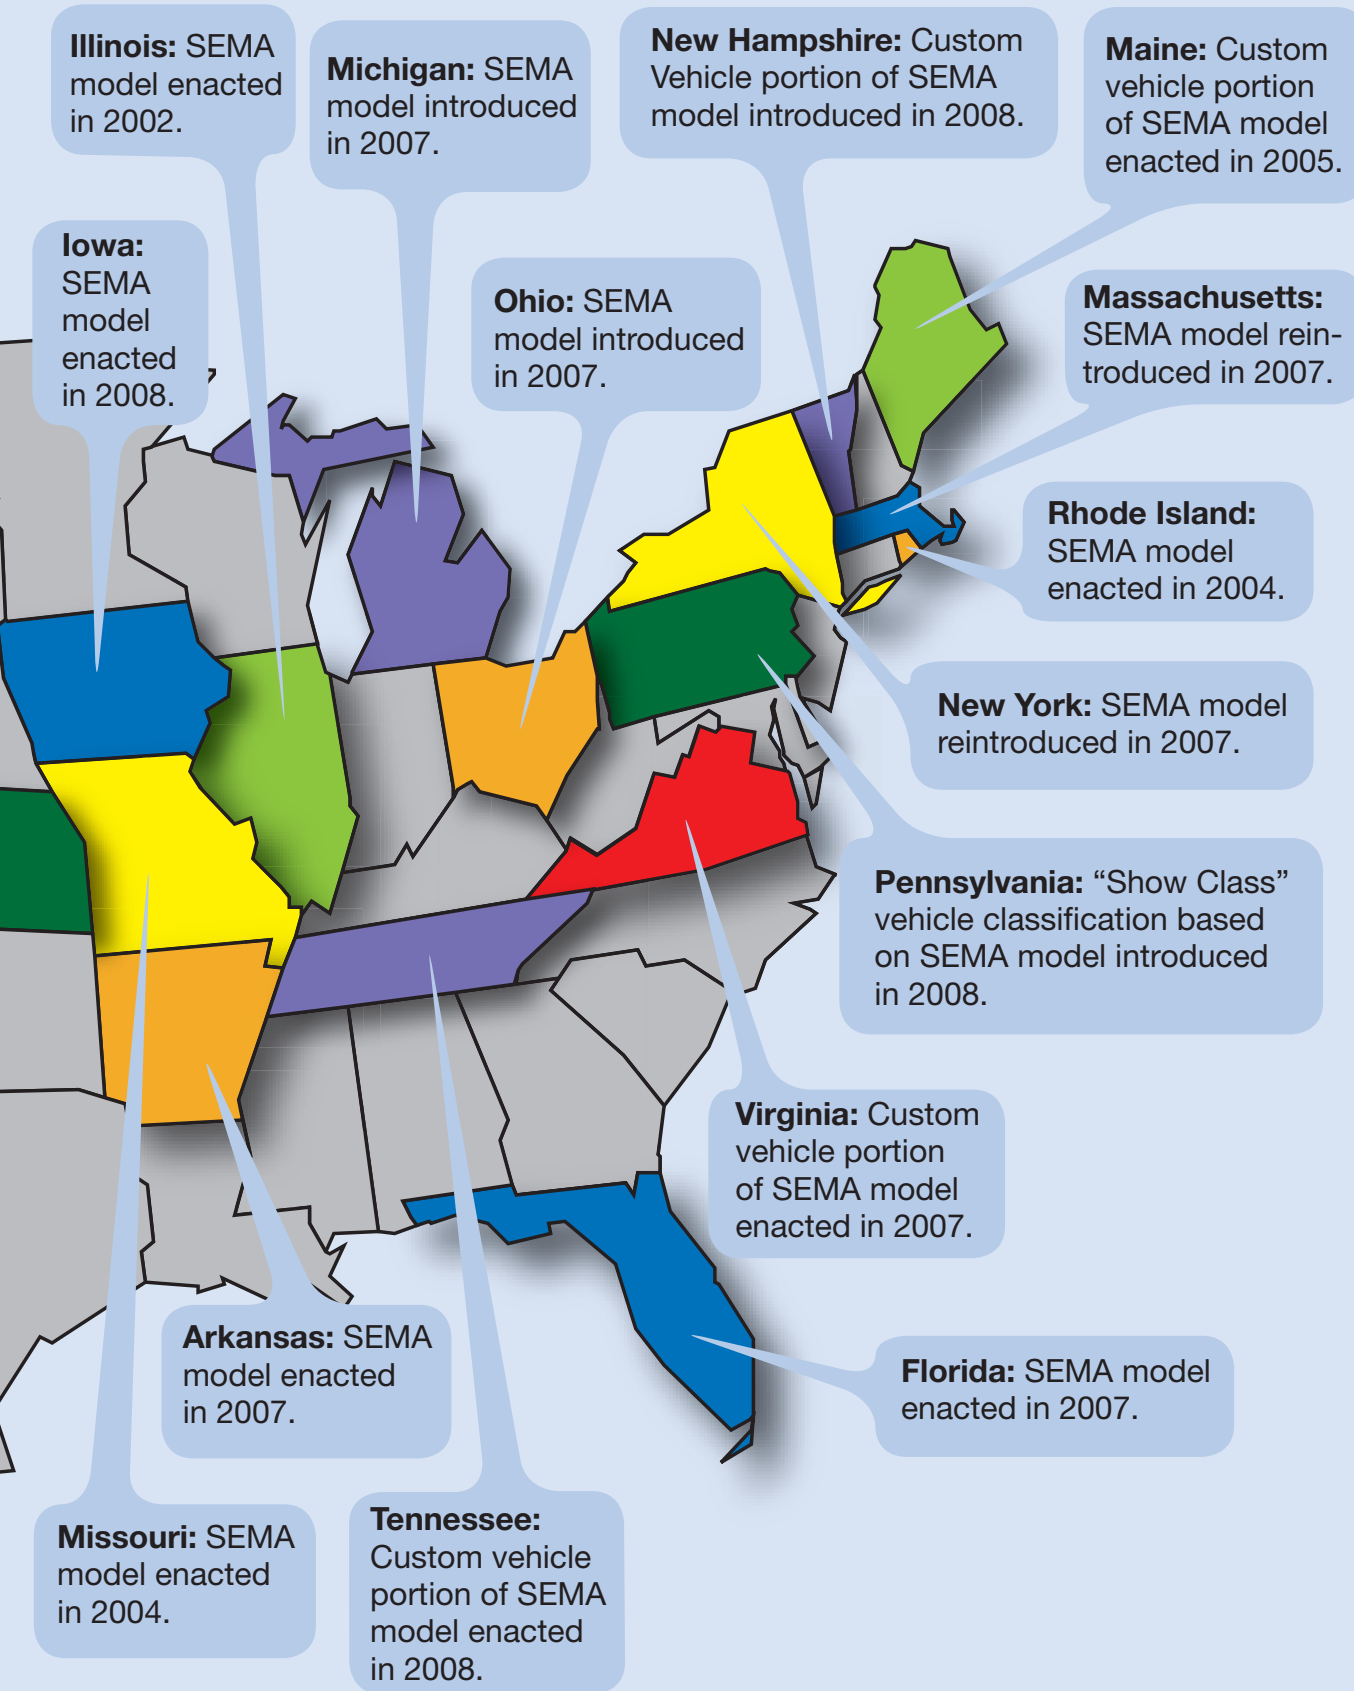 Illinois: SEMA
model enacted
in 2002.
Michigan: SEMA
model introduced
in 2007.
New Hampshire: Custom
Vehicle portion of SEMA
model introduced in 2008.
Maine: Custom
vehicle portion
of SEMA model
enacted in 2005.
Iowa:
SEMA
model
enacted
in 2008.
Ohio: SEMA
model introduced
in 2007.
Massachusetts:
SEMA model rein-
troduced in 2007.
Rhode Island:
SEMA model
enacted in 2004.
New York: SEMA model
reintroduced in 2007.
Pennsylvania: “Show Class”
vehicle classification based
on SEMA model introduced
in 2008.
Virginia: Custom
vehicle portion
of SEMA model
enacted in 2007.
Arkansas: SEMA
model enacted
in 2007.
Florida: SEMA model
enacted in 2007.
Missouri: SEMA
model enacted
in 2004.
Tennessee:
Custom vehicle
portion of SEMA
model enacted
in 2008.